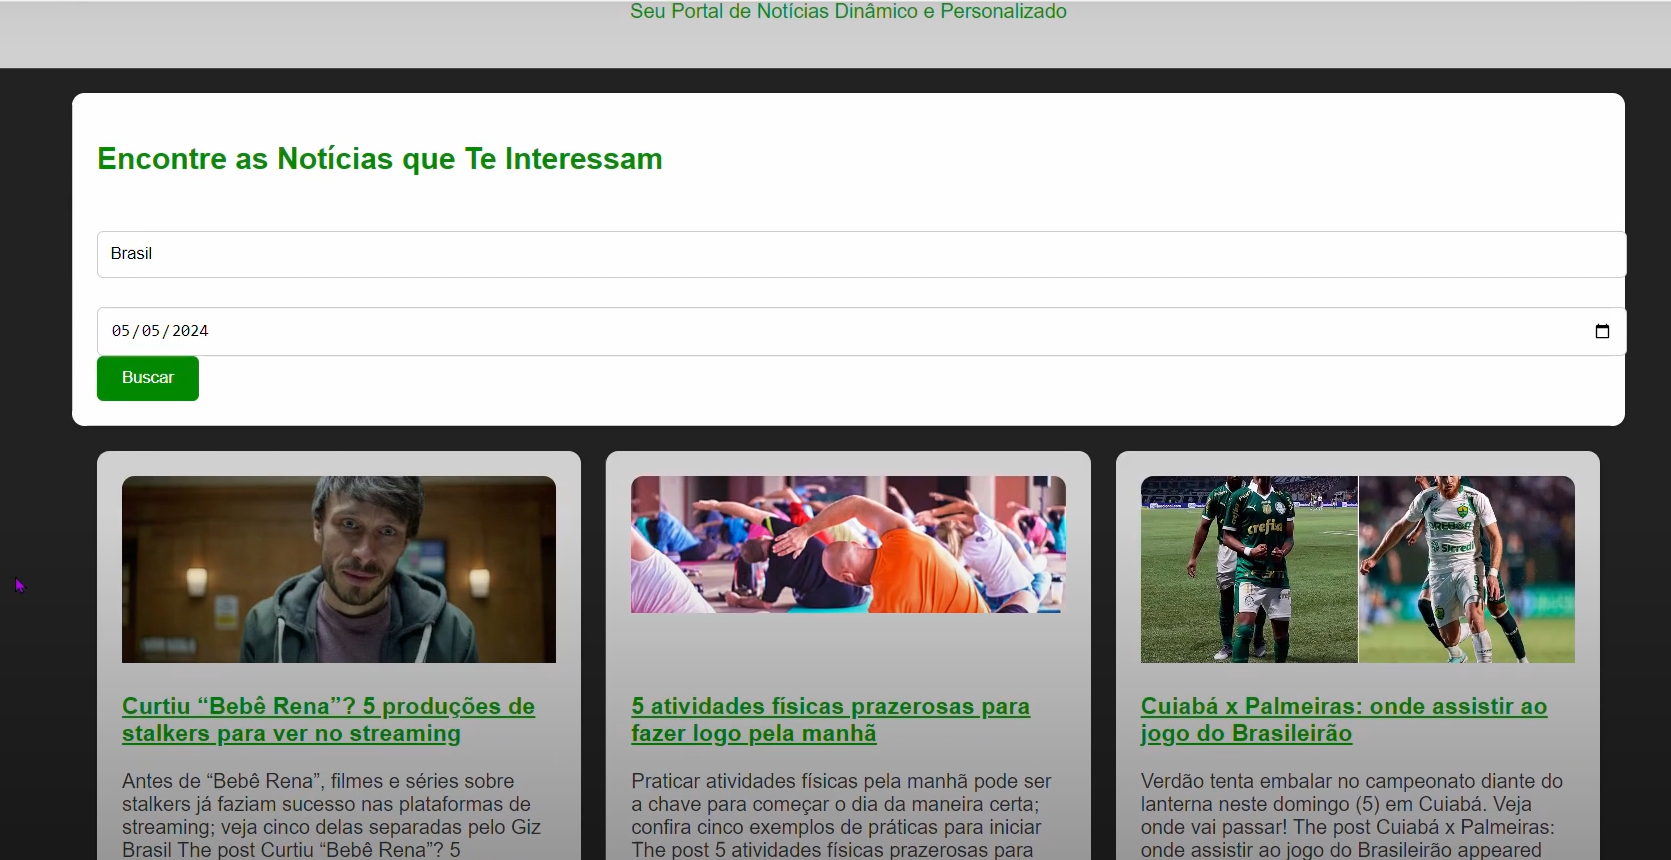 Seu Portal de Notícias Dinâmico e Personalizado
Encontre as Notícias que Te Interessam
Brasil
05/05/2024
Buscar
crefisa
Sicredi
Curtiu “Bebê Rena”? 5 produções de
stalkers para ver no streaming
Antes de “Bebê Rena”, filmes e séries sobre
stalkers já faziam sucesso nas plataformas de
streaming; veja cinco delas separadas pelo Giz
Brasil The post Curtiu “Bebê Rena”? 5
5 atividades físicas prazerosas para
fazer logo pela manhã
Praticar atividades físicas pela manhã pode ser
a chave para começar o dia da maneira certa;
confira cinco exemplos de práticas para iniciar
The post 5 atividades físicas prazerosas para
Cuiabá x Palmeiras: onde assistir ao
jogo do Brasileirão
Verdão tenta embalar no campeonato diante do
lanterna neste domingo (5) em Cuiabá. Veja
onde vai passar! The post Cuiabá x Palmeiras:
onde assistir ao jogo do Brasileirão appeared